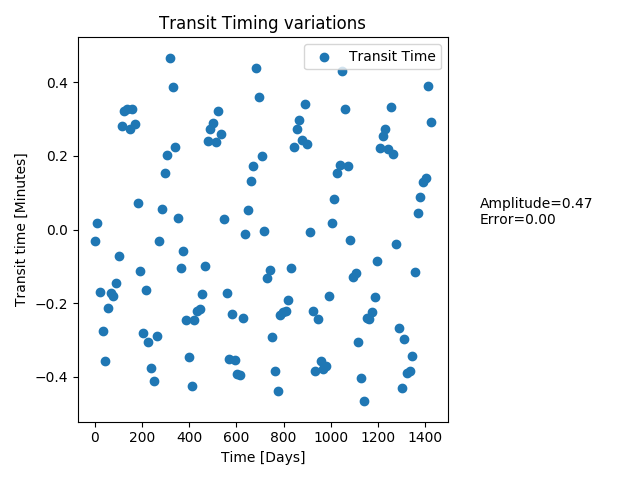 Transit Timing variations
Transit Time
Transit time [Minutes]
0.4
0.2
0.0
−0.2
−0.4
0 200 400 600 800 1000 1200 1400
Time [Days]
Amplitude=0.47
Error=0.00